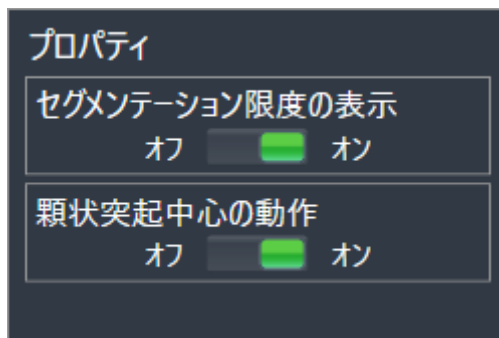 プロパティ
セグメンテーション限度の表示
オフ オン
顆状突起中心の動作
オフ オン